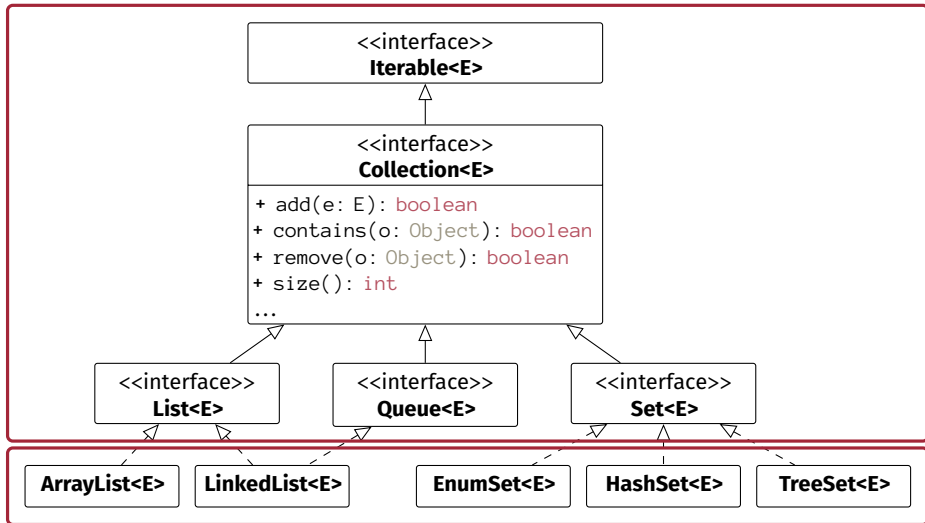 <<interface>>
Iterable<E>
<<interface>>
Collection<E>
+ add(e: E): boolean
+ contains(o: Object): boolean
+ remove(o: Object): boolean
+ size(): int
...
<<interface>>
List<E>
<<interface>>
Queue<E>
<<interface>>
Set<E>
ArrayList<E>
LinkedList<E>
EnumSet<E>
HashSet<E>
TreeSet<E>